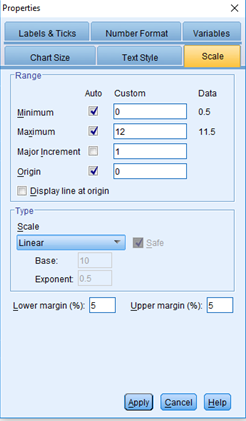 Properties
Labels & Ticks Number Format Variables
Chart Size Text Style Scale
Range
Auto Custom Data
Minimum 0 0.5
Maximum 12 11.5
Major Increment 1
Origin 0
Display line at origin
Type
Scale
Linear Safe
Base: 10
Exponent: 0.5
Lower margin (%): 5 Upper margin (%): 5
Apply Cancel Help